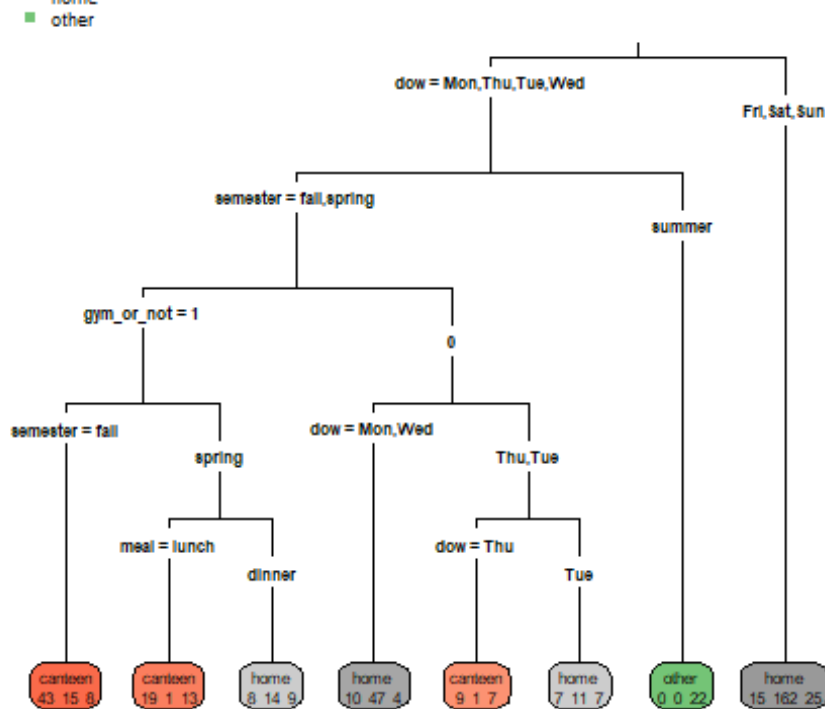 other
dow = Mon,Thu,Tue,Wed
Fri,Sat,Sun
semester = fall,spring
summer
gym_or_not = 1
0
semester = fall
dow = Mon,Wed
spring
Thu,Tue
meal = lunch
dow = Thu
dinner
Tue
canteen canteen home home canteen home other home
43 15 8 19 1 13 8 14 9 10 47 4 9 1 7 7 11 7 0 0 22 15 162 25